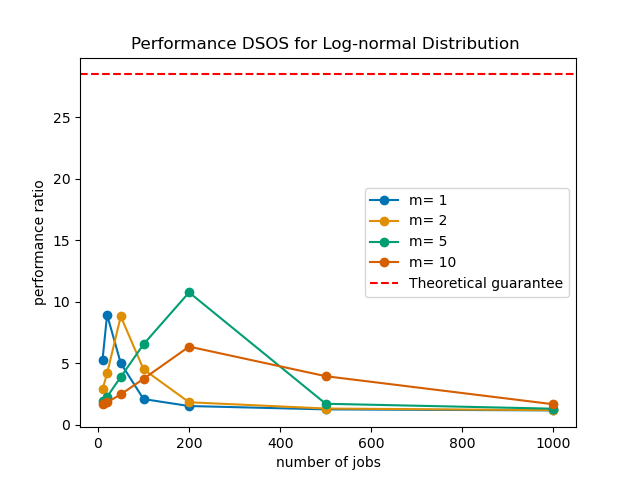 Performance DSOS for Log-normal Distribution
performance ratio
25
20
15
10
5
0
m= 1
m= 2
m= 5
m= 10
Theoretical guarantee
0 200 400 600 800 1000
number of jobs